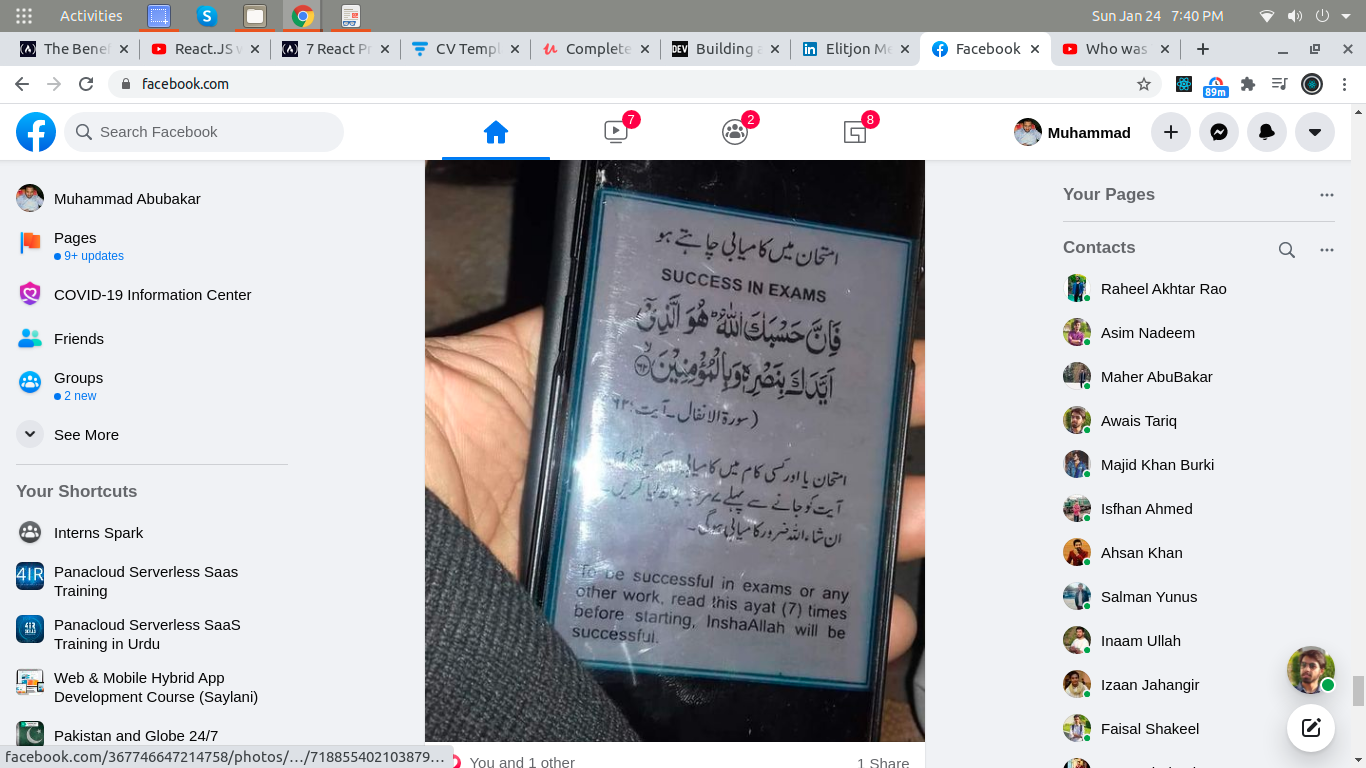 Activities
Sun Jan 24 7:40 PM
The Bene
React.JS
7 React Pr
CV Templ
Complete
DEV Building a
Elitjon Me
Facebook
Who was
facebook.com
89m
Search Facebook
7
2
8
Muhammad
Muhammad Abubakar
Pages
9+ updates
COVID-19 Information Center
Friends
Groups
2 new
See More
Your Shortcuts
Interns Spark
4IR
Panacloud Serverless Saas
Training
Panacloud Serverless SaaS
Training in Urdu
Web & Mobile Hybrid App
Development Course (Saylani)
Pakistan and Globe 24/7
facebook.com/367746647214758/photos/…/718855402103879…
امتحان میں کامیابی چاہتے ہو
SUCCESS IN EXAMS
فَاِنَّ حَسْبَكَ اللّٰهُ ؕ هُوَ الَّذِیْۤ
اَیَّدَكَ بِنَصْرِهٖ وَ بِالْمُؤْمِنِیْنَ ۙ
(سورۃ الانفال۔آیت:
امتحان یا اور کسی کام میں کامیابی
آیت کو جانے سے پہلے ۷ مرتبہ لیا کریں۔
ان شاء اللہ ضرور کامیابی ہوگی۔
To be successful in exams or any
other work, read this ayat (7) times
before starting, InshaAllah will be
successful.
You and 1 other
1 Share
Your Pages
Contacts
Raheel Akhtar Rao
Asim Nadeem
Maher AbuBakar
Awais Tariq
Majid Khan Burki
Isfhan Ahmed
Ahsan Khan
Salman Yunus
Inaam Ullah
Izaan Jahangir
Faisal Shakeel